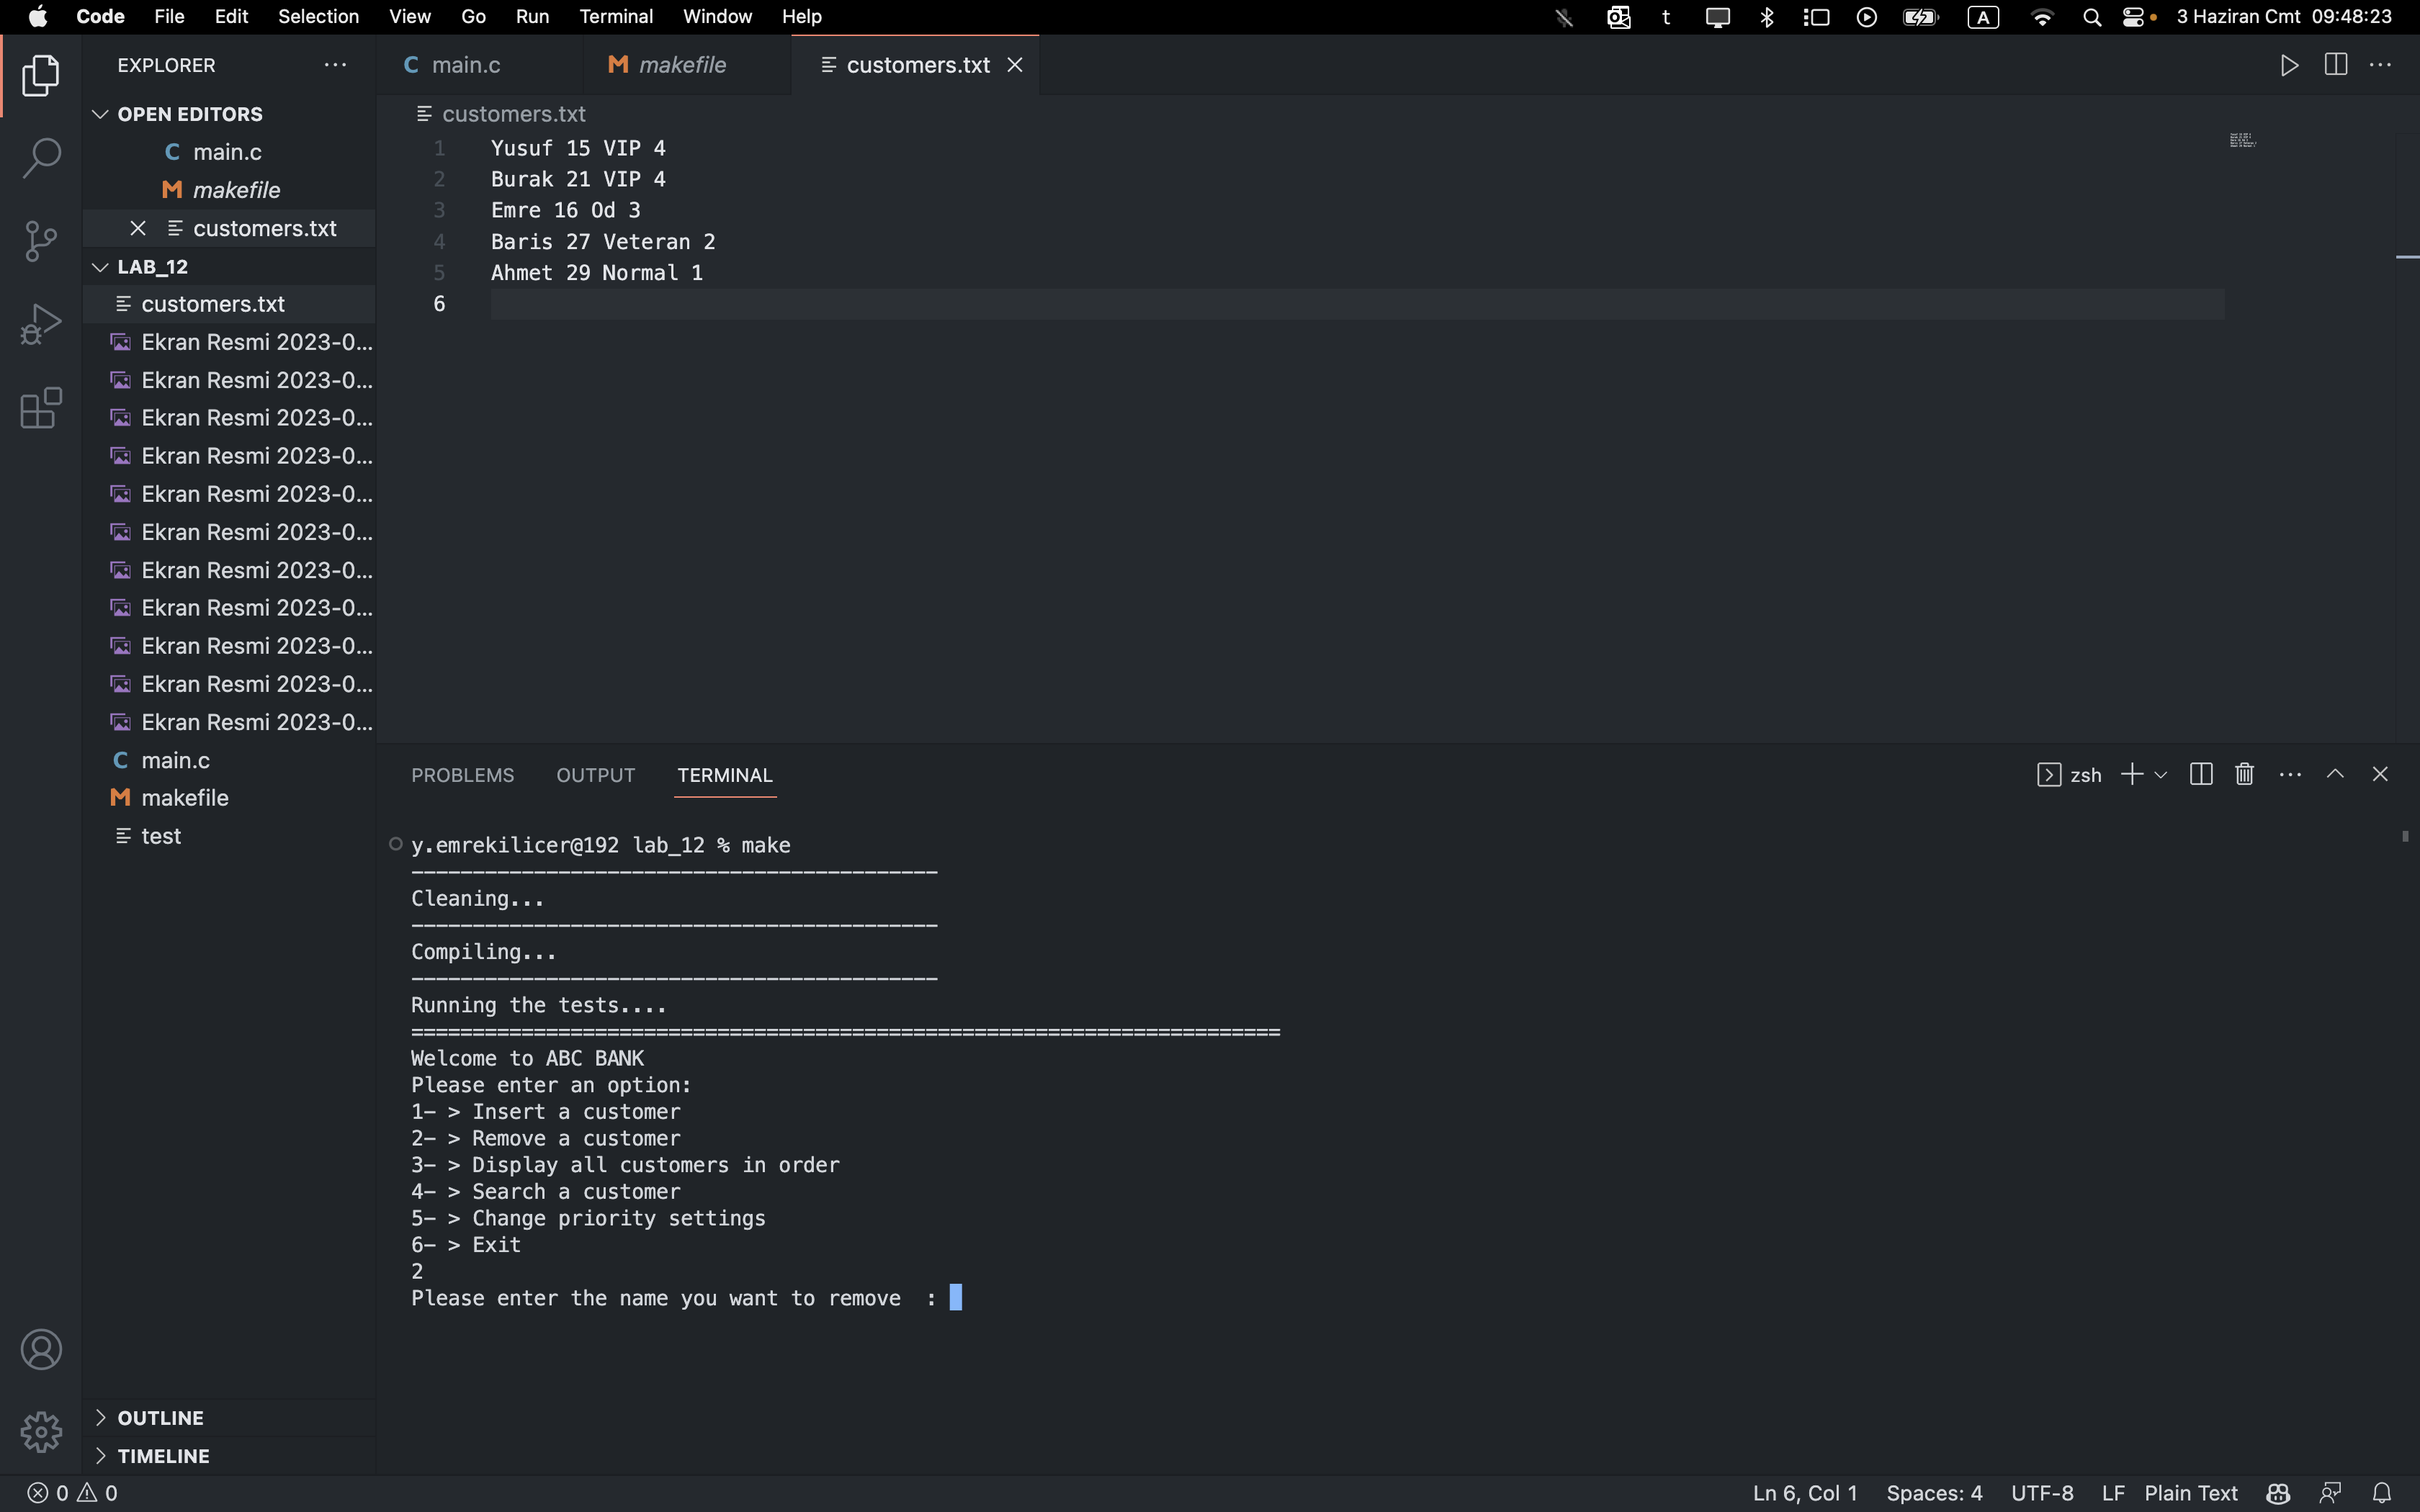 Code File Edit Selection View Go Run Terminal Window Help t A 3 Haziran Cmt 09:48:23
EXPLORER ...
C main.c M makefile customers.txt
OPEN EDITORS
C main.c
M makefile
customers.txt
LAB_12
customers.txt
Ekran Resmi 2023-0...
Ekran Resmi 2023-0...
Ekran Resmi 2023-0...
Ekran Resmi 2023-0...
Ekran Resmi 2023-0...
Ekran Resmi 2023-0...
Ekran Resmi 2023-0...
Ekran Resmi 2023-0...
Ekran Resmi 2023-0...
Ekran Resmi 2023-0...
Ekran Resmi 2023-0...
C main.c
M makefile
test
OUTLINE
TIMELINE
customers.txt
1 Yusuf 15 VIP 4
2 Burak 21 VIP 4
3 Emre 16 Od 3
4 Baris 27 Veteran 2
5 Ahmet 29 Normal 1
6
PROBLEMS OUTPUT TERMINAL zsh
y.emrekilicer@192 lab_12 % make
-------------------------------------------
Cleaning...
-------------------------------------------
Compiling...
-------------------------------------------
Running the tests....
=======================================================================
Welcome to ABC BANK
Please enter an option:
1- > Insert a customer
2- > Remove a customer
3- > Display all customers in order
4- > Search a customer
5- > Change priority settings
6- > Exit
2
Please enter the name you want to remove  :
0 0 Ln 6, Col 1 Spaces: 4 UTF-8 LF Plain Text